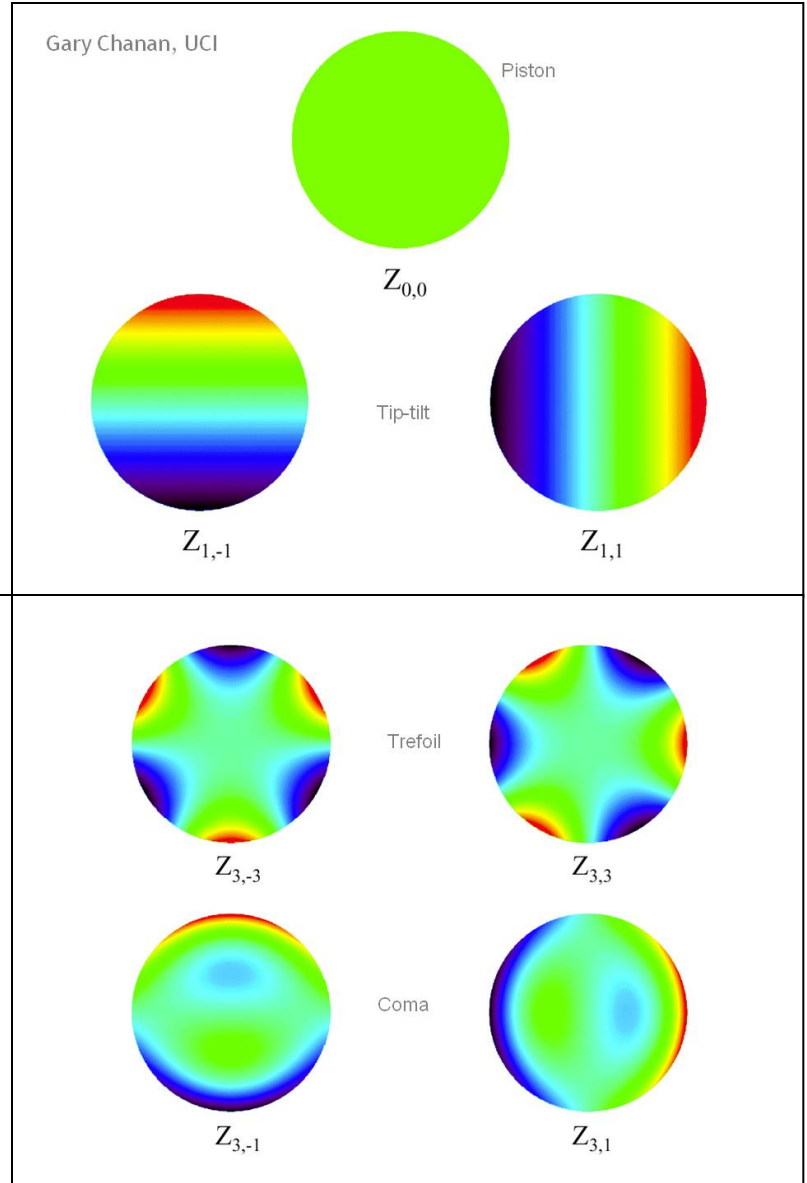 Gary Chanan, UCI
Piston
Z0,0
Tip-tilt
Z1,-1
Z1,1
Trefoil
Z3,-3
Z3,3
Coma
Z3,-1
Z3,1